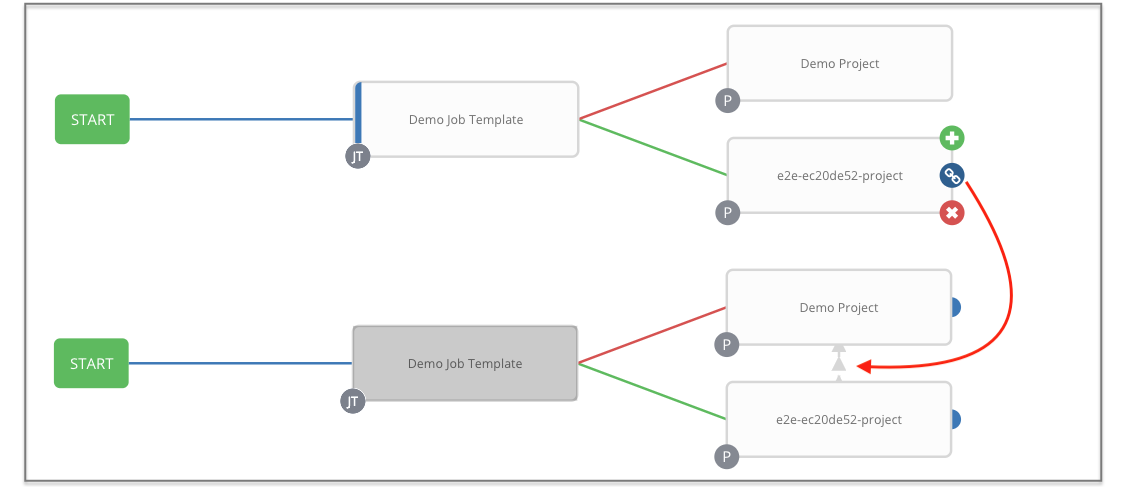 Demo Project
START
Demo Job Template
P
JT
e2e-ec20de52-project
P
Demo Project
START
Demo Job Template
P
JT
e2e-ec20de52-project
P